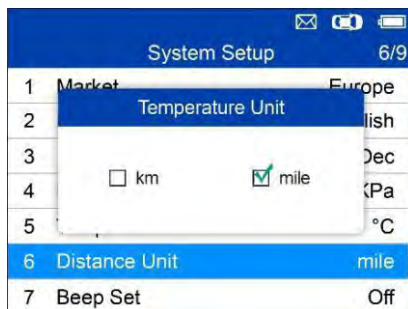 System Setup 6/9
1 Market Europe
Temperature Unit
2 lish
3 Dec
km mile
4 KPa
5 °C
6 Distance Unit mile
7 Beep Set Off